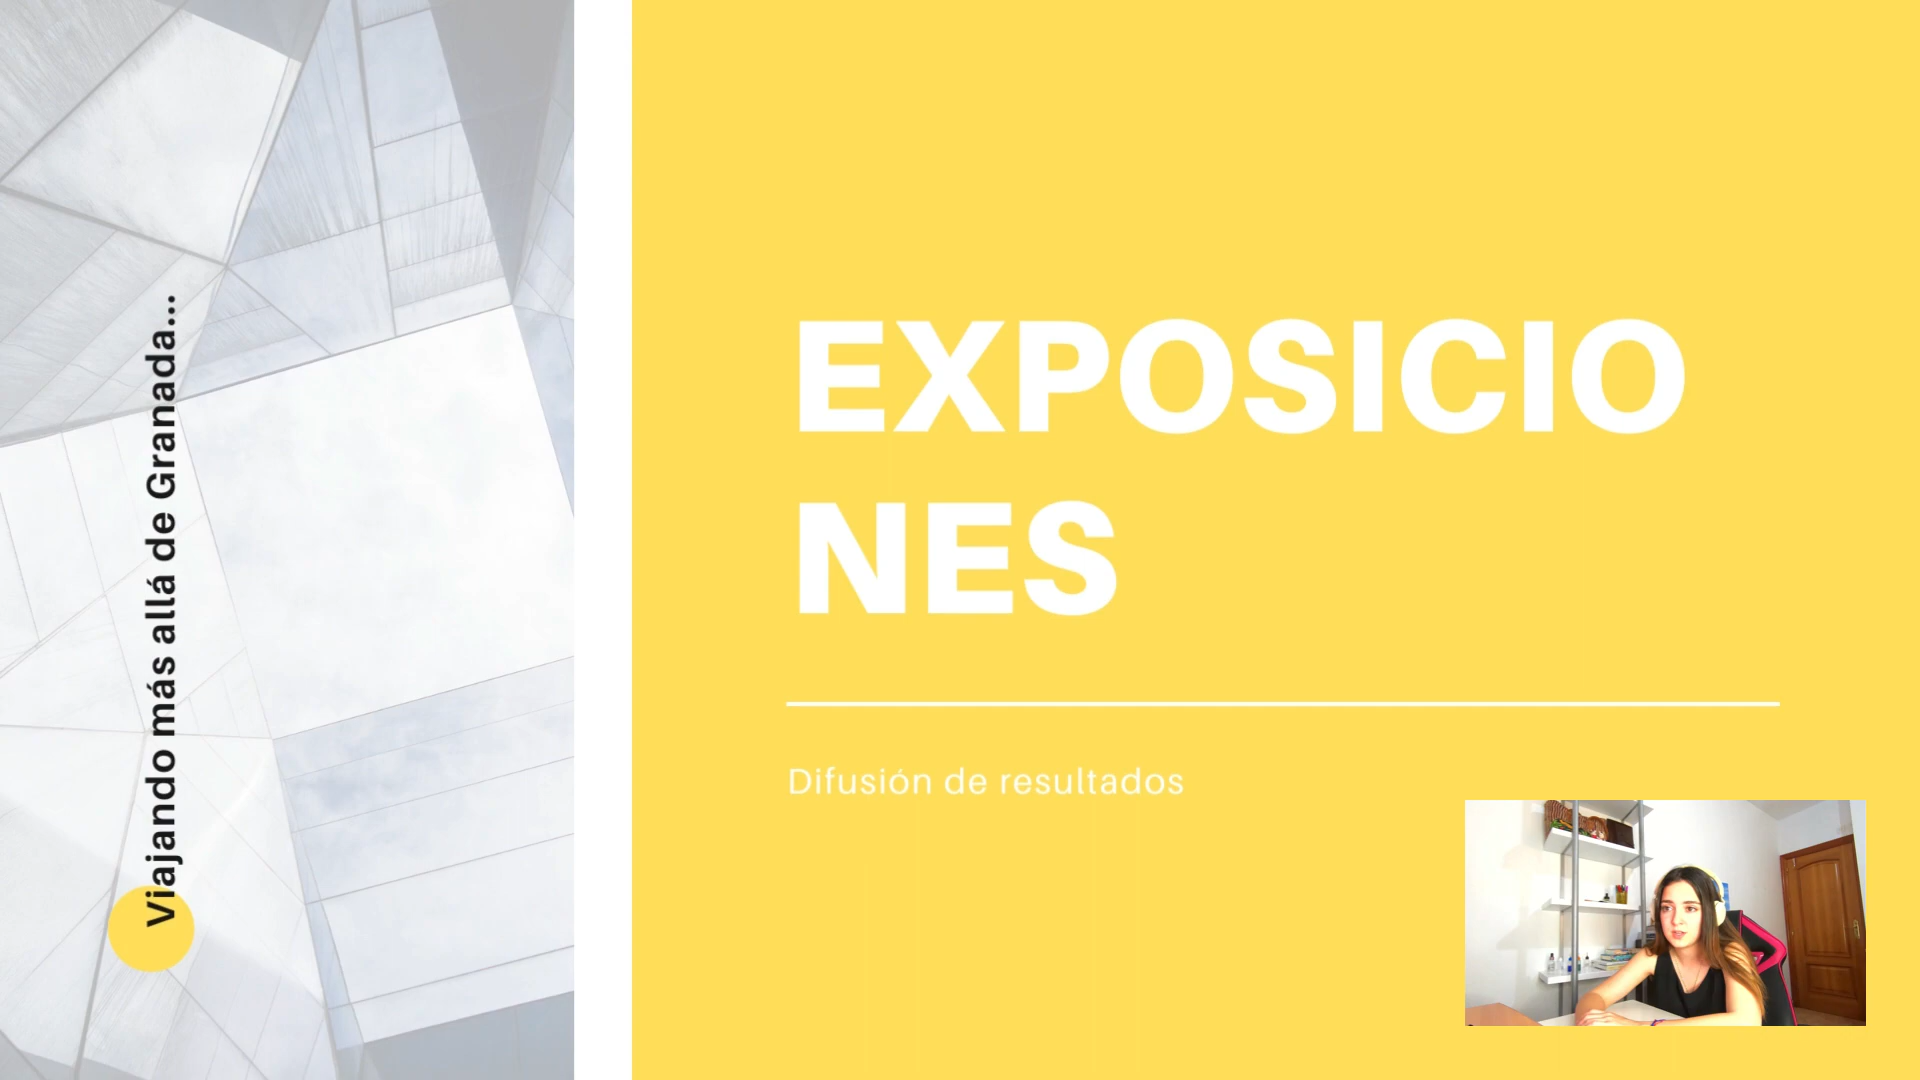 Viajando más allá de Granada...
EXPOSICIO
NES
Difusión de resultados